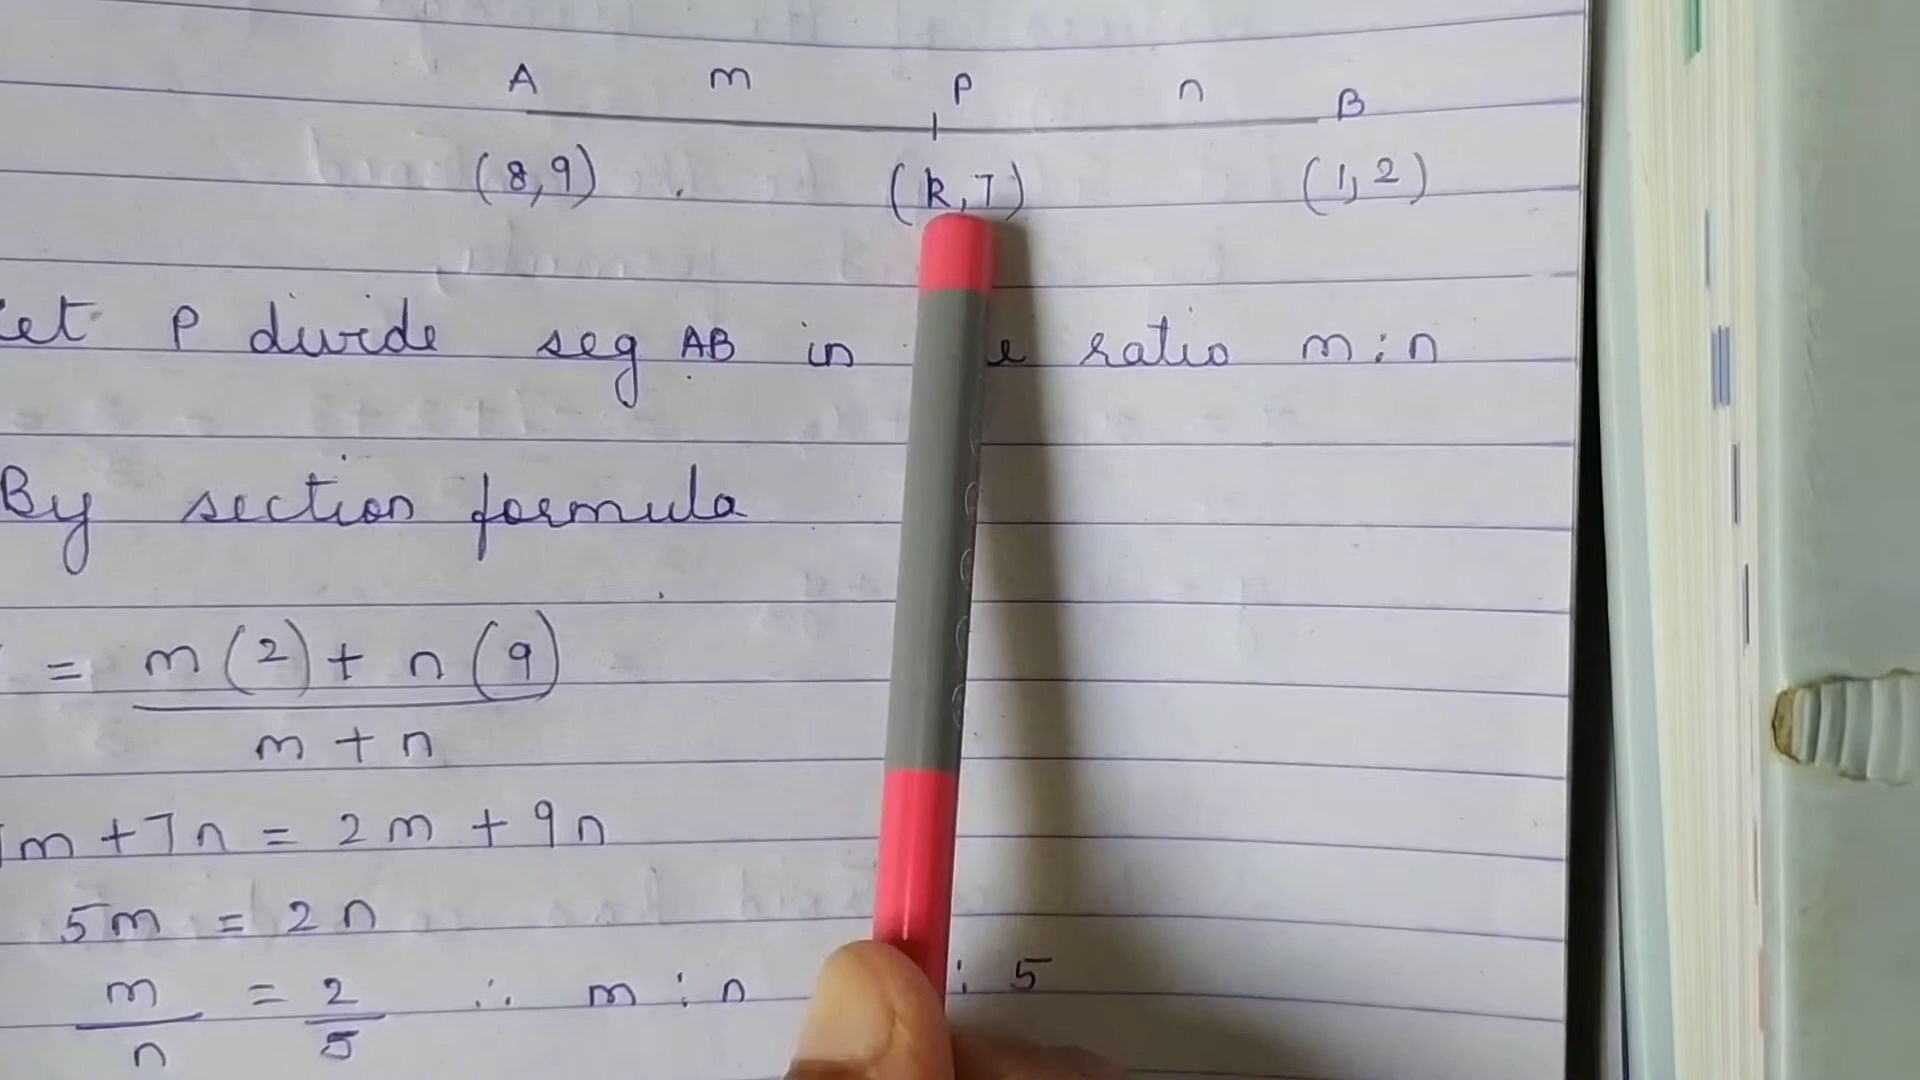 A m P n B
(8,9) (k,7) (1,2)
P divide seg AB in ratio m:n
By section formula
= m(2) + n(9)
m + n
m + 7n = 2m + 9n
5m = 2n
m = 2 ∴ m : n : 5
n 5